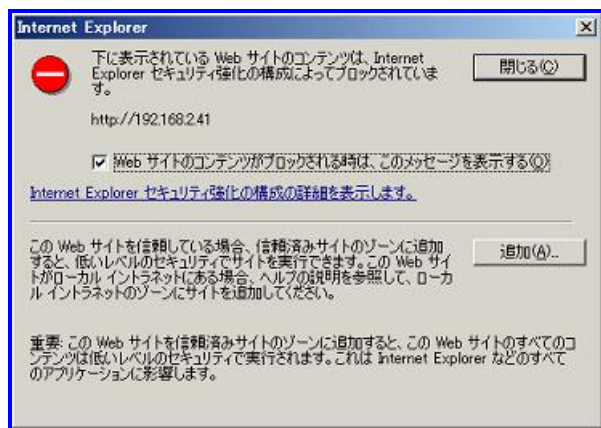 Internet Explorer
下に表示されている Web サイトのコンテンツは、Internet
Explorer セキュリティ強化の構成によってブロックされていま
す。
閉じる(C)
http://192.168.2.41
Web サイトのコンテンツがブロックされる時は、このメッセージを表示する(O)
Internet Explorer セキュリティ強化の構成の詳細を表示します。
この Web サイトを信頼している場合、信頼済みサイトのゾーンに追加
すると、低いレベルのセキュリティでサイトを実行できます。この Web サイ
トがローカル イントラネットにある場合、ヘルプの説明を参照して、ローカ
ル イントラネットのゾーンにサイトを追加してください。
追加(A)...
重要: この Web サイトを信頼済みサイトのゾーンに追加すると、この Web サイトのすべてのコ
ンテンツは低いレベルのセキュリティで実行されます。これは Internet Explorer などのすべて
のアプリケーションに影響します。